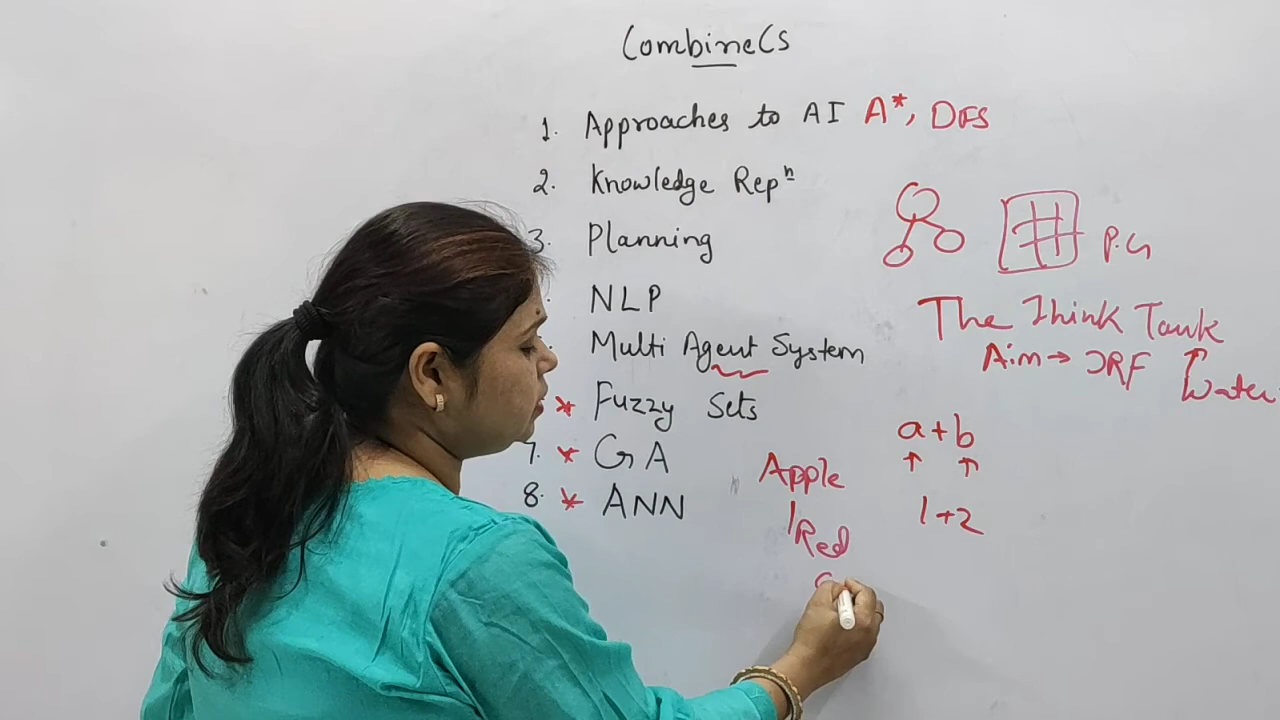 CombineCs
1. Approaches to AI A*, DFS
2. Knowledge Repⁿ
3. Planning
P.G
NLP
The Think Tank
Multi Agent System
Aim → JRF
Water
* Fuzzy Sets
a+b
7. * GA
Apple
8. * ANN
1+2
Red